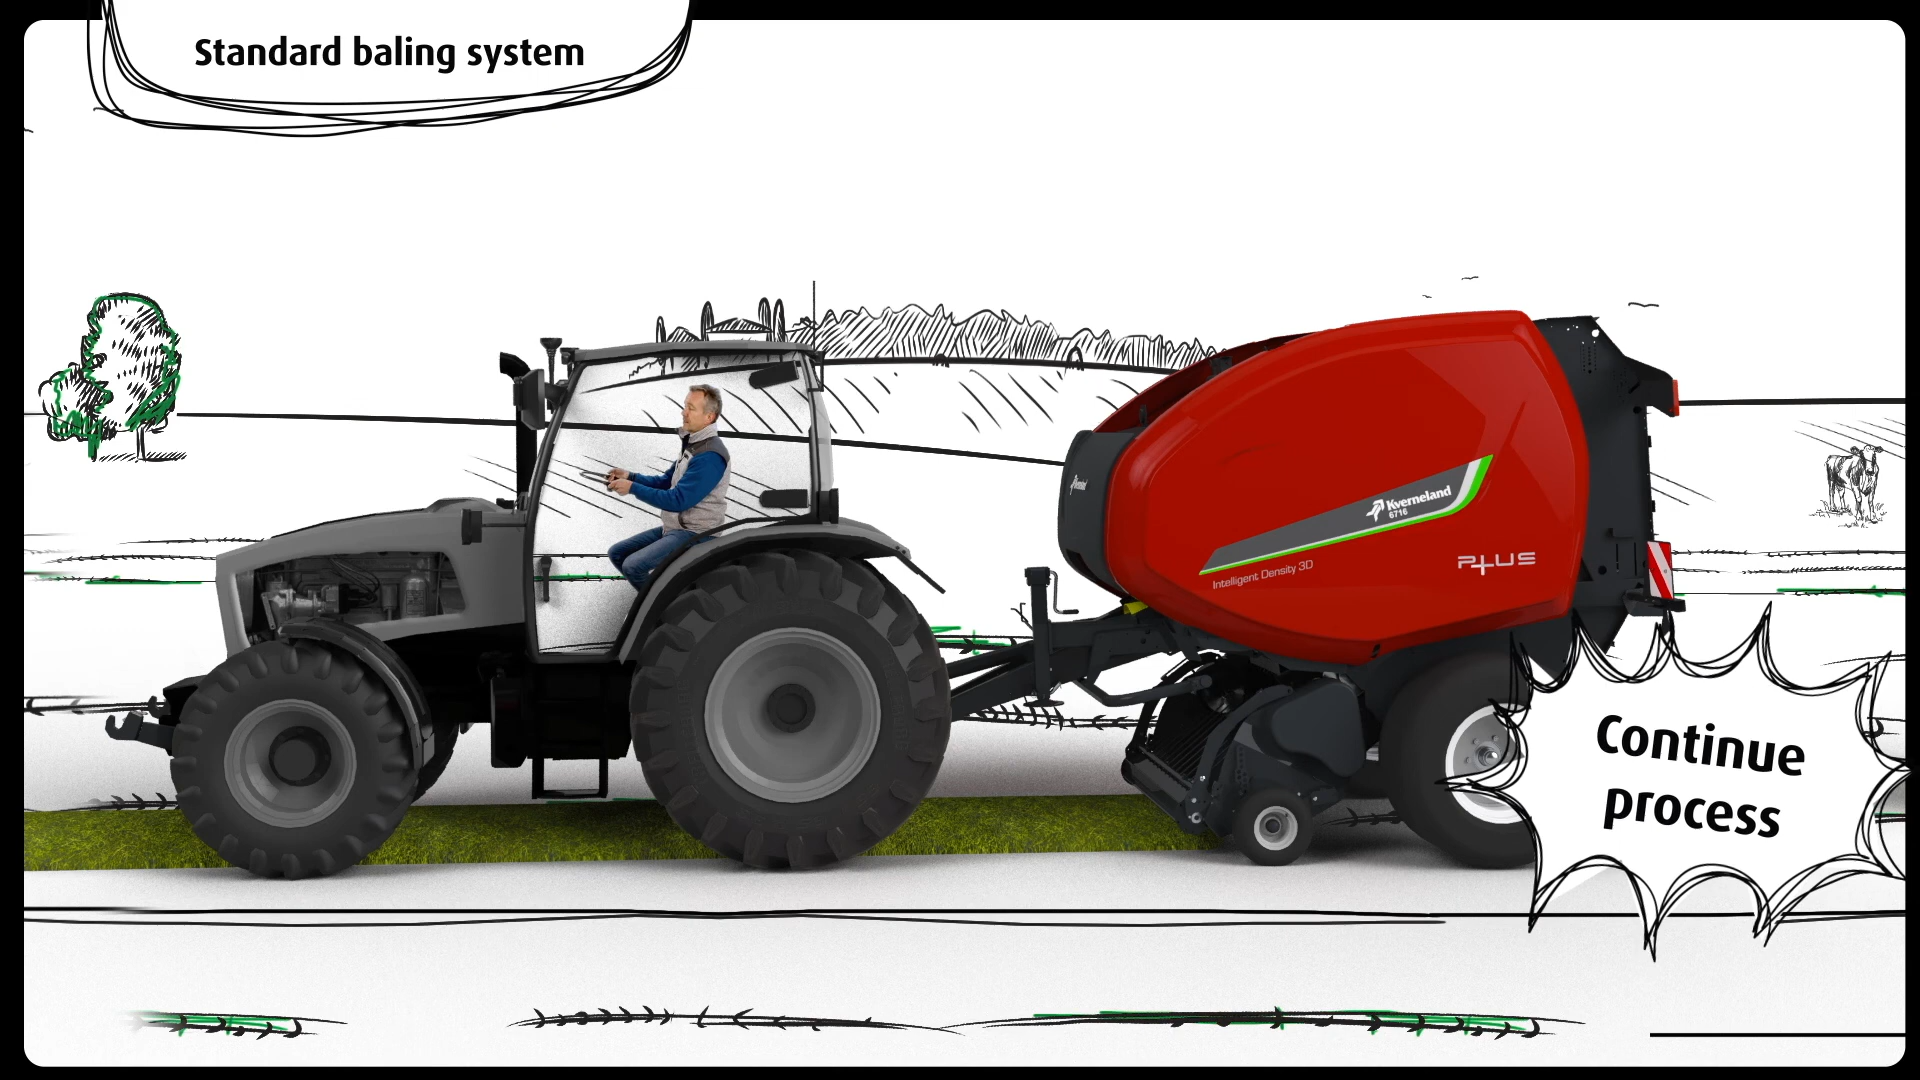 Standard baling system
Kverneland
6716
PLUS
Intelligent Density 3D
Continue
process